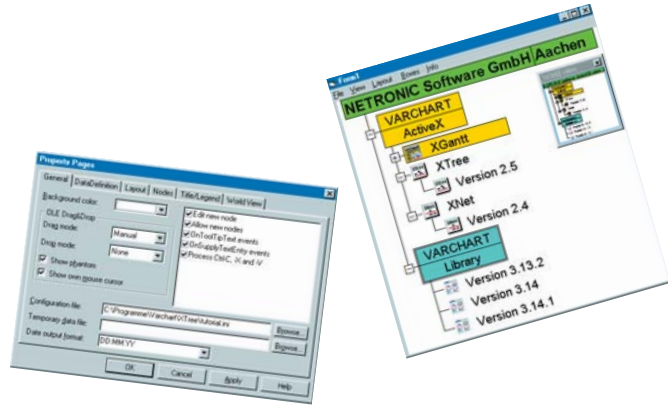 Property Pages
General DataDefinition Layout Nodes Title/Legend World View
Background color:
OLE Drag&Drop
Drag mode: Manual
Drop mode: None
Show phantom
Show own mouse cursor
Edit new node
Allow new nodes
OnToolTipText events
OnSupplyTextEntry events
Process Ctrl-C, -X and -V
Configuration file: C:\Programme\Varchart\XTree\tutorial.ini Browse...
Temporary data file: Browse...
Date output format: DD.MM.YY
OK Cancel Apply Help
Form1
File View Layout Boxes Info
NETRONIC Software GmbH Aachen
VARCHART
ActiveX
XGantt
XTree
Version 2.5
XNet
Version 2.4
VARCHART
Library
Version 3.13.2
Version 3.14
Version 3.14.1